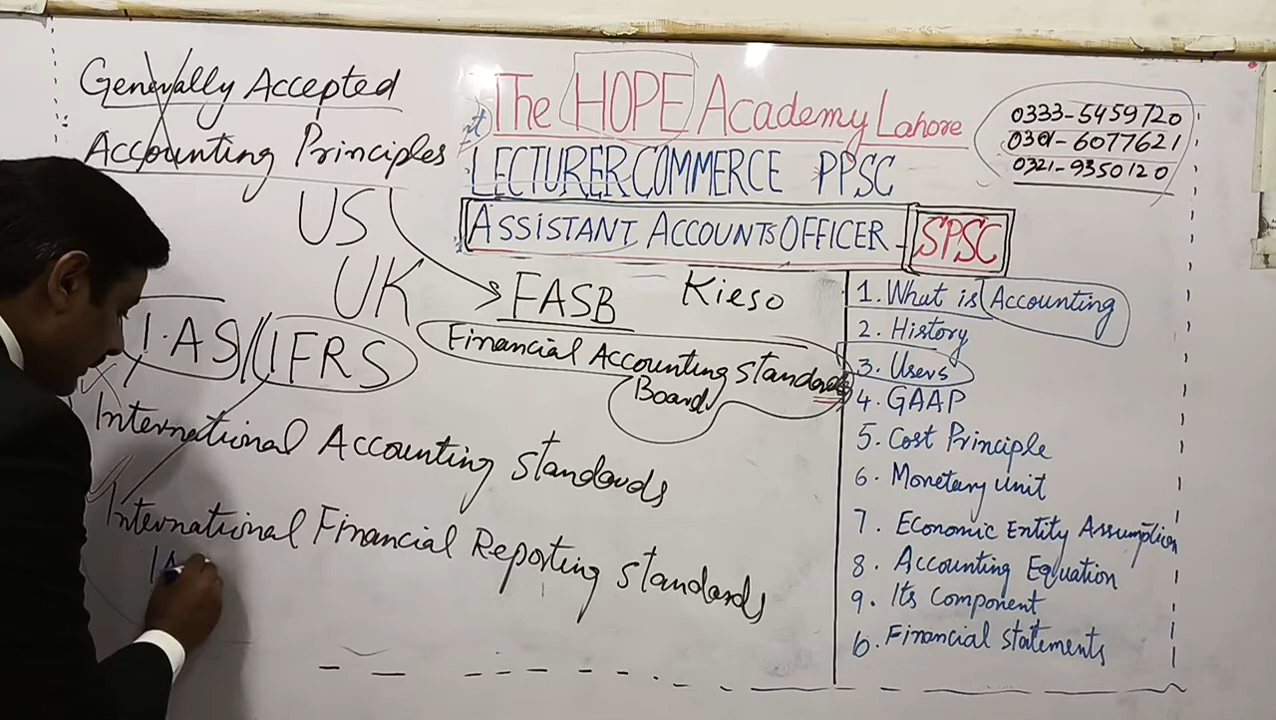 Generally Accepted
Accounting Principles
US
UK
I.AS/IFRS
International Accounting Standards
International Financial Reporting Standards
IA
The HOPE Academy Lahore
LECTURER COMMERCE PPSC
ASSISTANT ACCOUNTS OFFICER - SPSC
0333-5459720
0301-6077621
0321-9350120
FASB Kieso
Financial Accounting Standards
Board
1. What is Accounting
2. History
3. Users
4. GAAP
5. Cost Principle
6. Monetary unit
7. Economic Entity Assumption
8. Accounting Equation
9. Its Component
10. Financial Statements